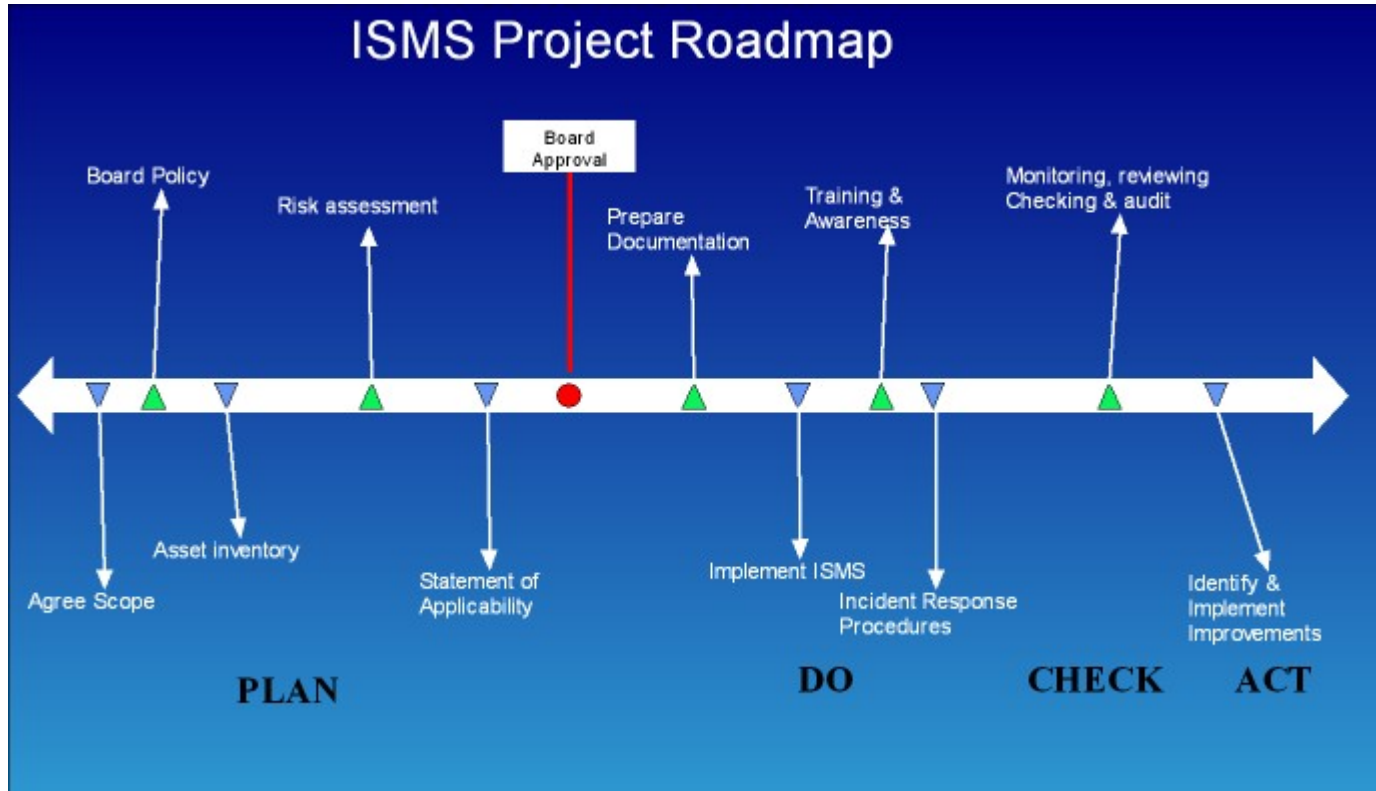 ISMS Project Roadmap
Board
Approval
Board Policy
Risk assessment
Prepare
Documentation
Training &
Awareness
Monitoring, reviewing
Checking & audit
Agree Scope
Asset inventory
Statement of
Applicability
Implement ISMS
Incident Response
Procedures
Identify &
Implement
Improvements
PLAN
DO
CHECK
ACT